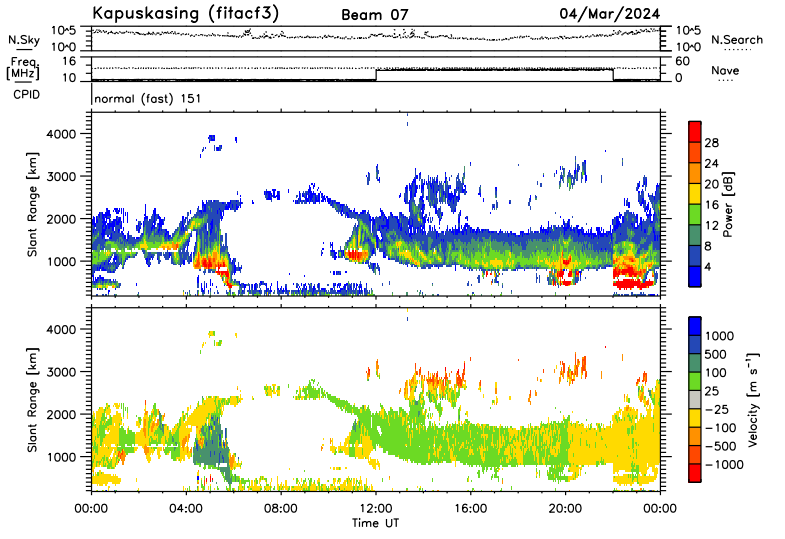 Kapuskasing (fitacf3) Beam 07 04/Mar/2024
N.Sky 10^5 10^0 10^5 10^0 N.Search
Freq. [MHz] 16 10 60 0 Nave
CPID normal (fast) 151
Slant Range [km]
4000
3000
2000
1000
Power [dB]
28
24
20
16
12
8
4
Slant Range [km]
4000
3000
2000
1000
Velocity [m s⁻¹]
1000
500
100
25
−25
−100
−500
−1000
00:00 04:00 08:00 12:00 16:00 20:00 00:00
Time UT